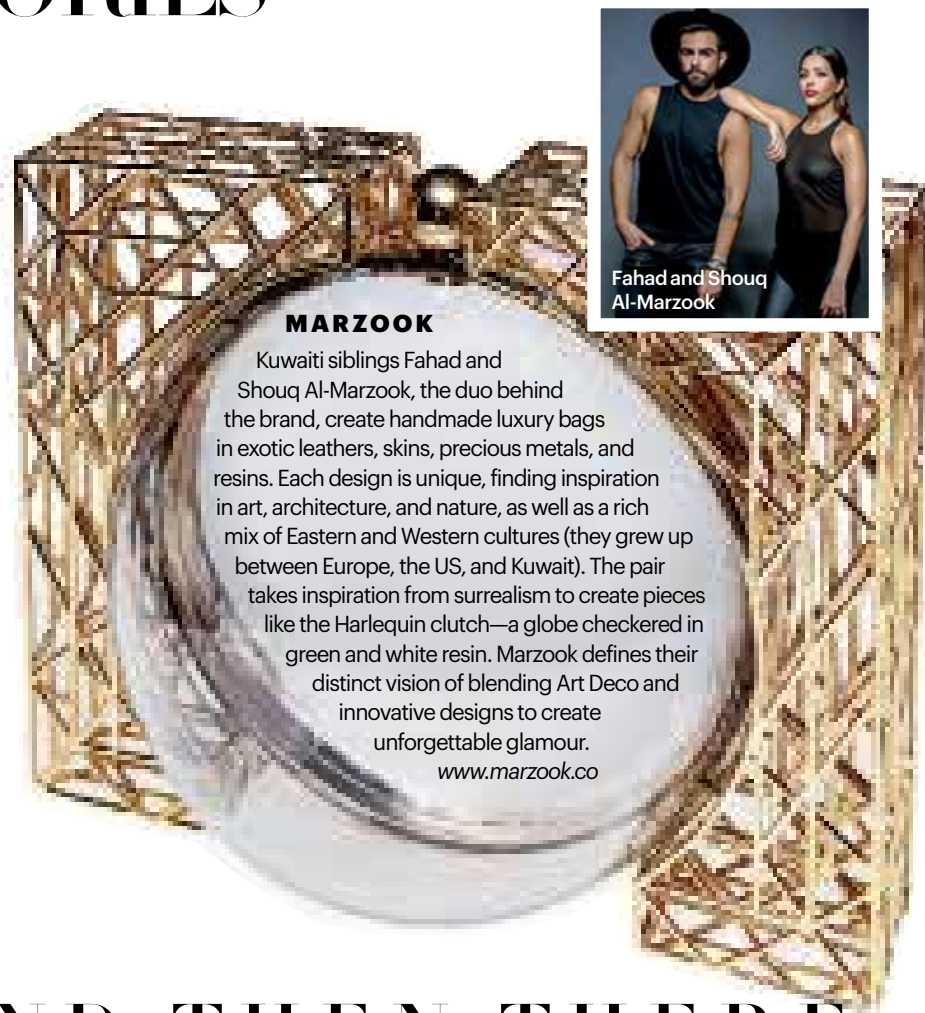 Fahad and Shouq
Al-Marzook
MARZOOK
Kuwaiti siblings Fahad and
Shouq Al-Marzook, the duo behind
the brand, create handmade luxury bags
in exotic leathers, skins, precious metals, and
resins. Each design is unique, finding inspiration
in art, architecture, and nature, as well as a rich
mix of Eastern and Western cultures (they grew up
between Europe, the US, and Kuwait). The pair
takes inspiration from surrealism to create pieces
like the Harlequin clutch—a globe checkered in
green and white resin. Marzook defines their
distinct vision of blending Art Deco and
innovative designs to create
unforgettable glamour.
www.marzook.co